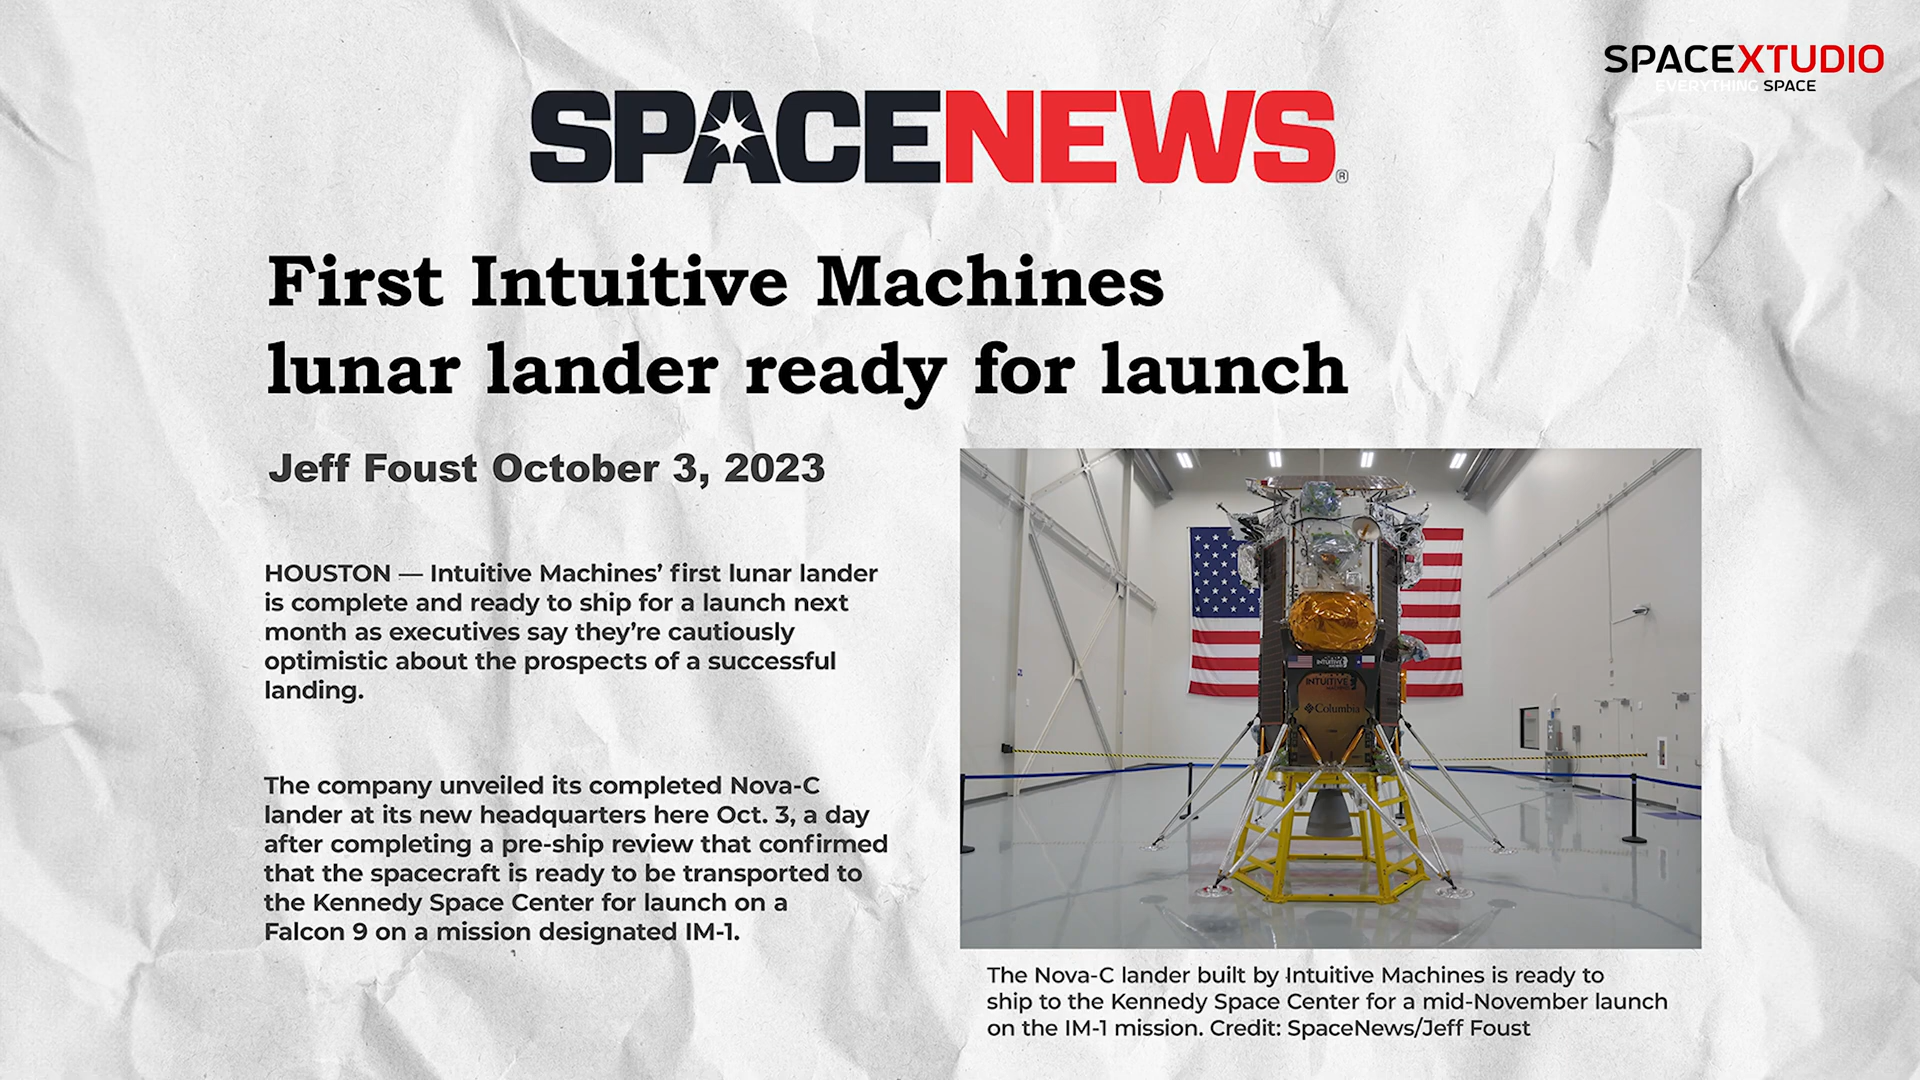 SPACEXTUDIO
EVERYTHING SPACE
SPACENEWS®
First Intuitive Machines
lunar lander ready for launch
Jeff Foust October 3, 2023
HOUSTON — Intuitive Machines’ first lunar lander
is complete and ready to ship for a launch next
month as executives say they’re cautiously
optimistic about the prospects of a successful
landing.
The company unveiled its completed Nova-C
lander at its new headquarters here Oct. 3, a day
after completing a pre-ship review that confirmed
that the spacecraft is ready to be transported to
the Kennedy Space Center for launch on a
Falcon 9 on a mission designated IM-1.
INTUITIVE
INTUITIVE
Columbia
The Nova-C lander built by Intuitive Machines is ready to
ship to the Kennedy Space Center for a mid-November launch
on the IM-1 mission. Credit: SpaceNews/Jeff Foust